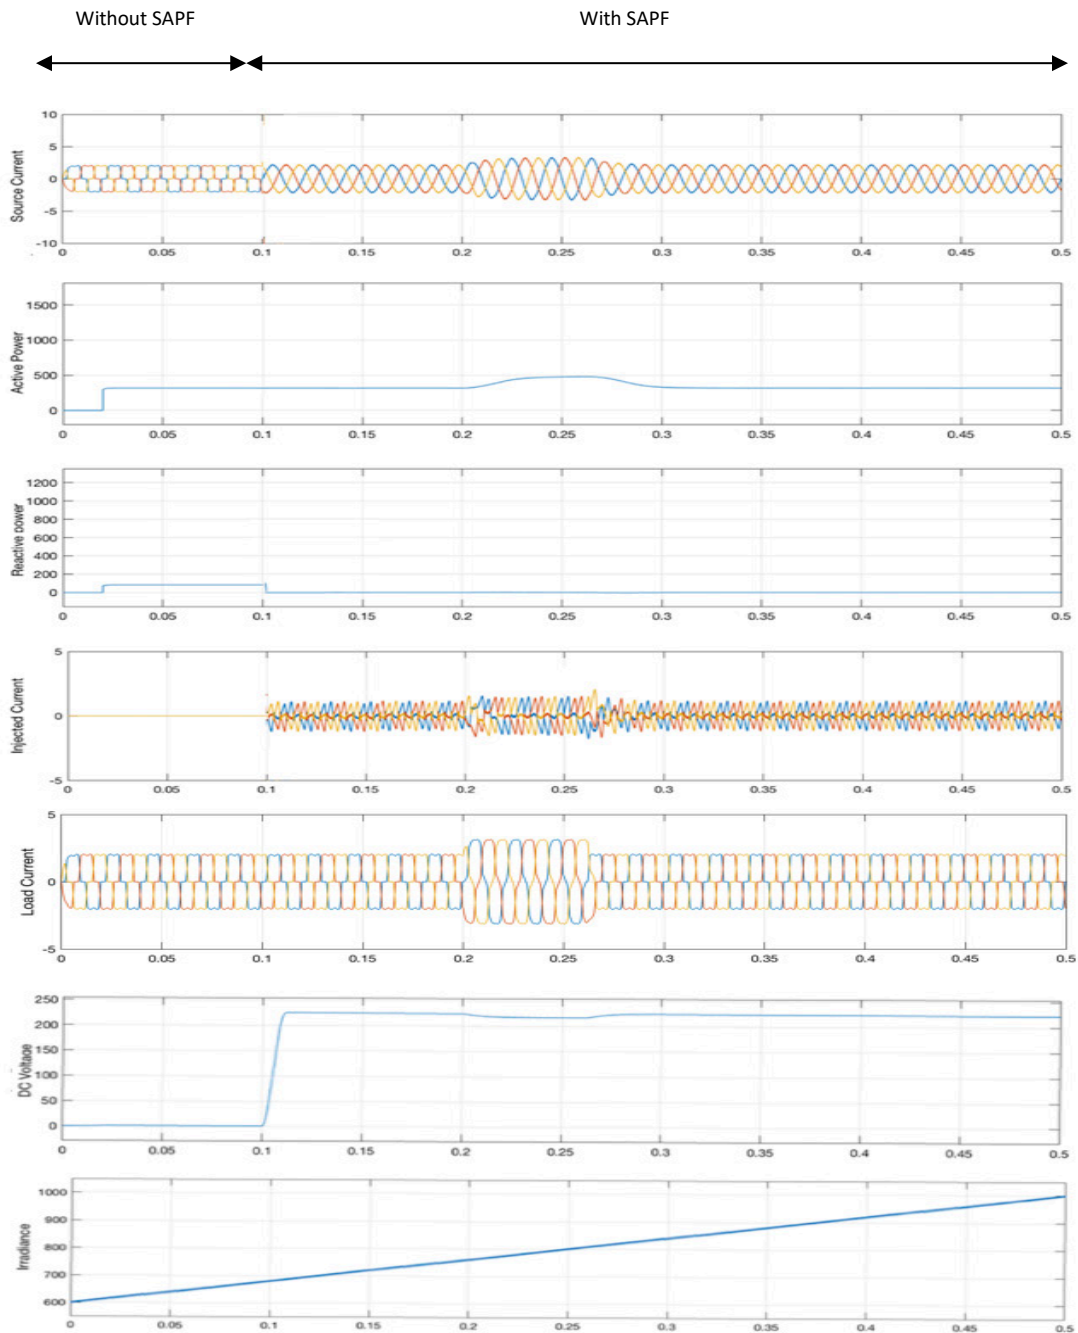 Without SAPF With SAPF
Source Current
10
5
0
-5
-10
0 0.05 0.1 0.15 0.2 0.25 0.3 0.35 0.4 0.45 0.5
Active Power
1500
1000
500
0
0 0.05 0.1 0.15 0.2 0.25 0.3 0.35 0.4 0.45 0.5
Reactive power
1200
1000
800
600
400
200
0
0 0.05 0.1 0.15 0.2 0.25 0.3 0.35 0.4 0.45 0.5
Injected Current
5
0
-5
0 0.05 0.1 0.15 0.2 0.25 0.3 0.35 0.4 0.45 0.5
Load Current
5
0
-5
0 0.05 0.1 0.15 0.2 0.25 0.3 0.35 0.4 0.45 0.5
DC Voltage
250
200
150
100
50
0
0 0.05 0.1 0.15 0.2 0.25 0.3 0.35 0.4 0.45 0.5
Irradiance
1000
900
800
700
600
0 0.05 0.1 0.15 0.2 0.25 0.3 0.35 0.4 0.45 0.5